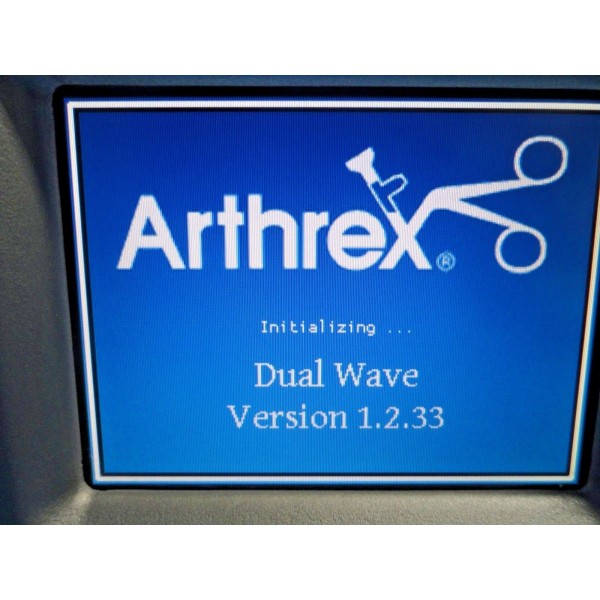 Arthrex®
Initializing ...
Dual Wave
Version 1.2.33